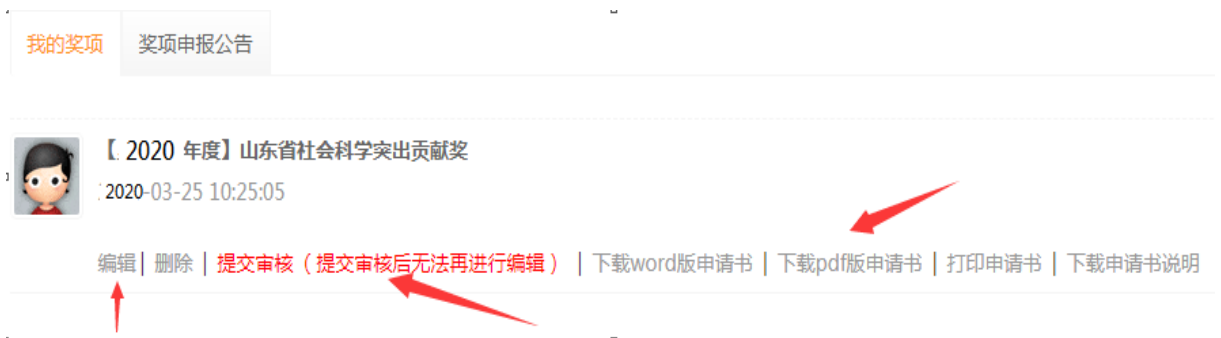 我的奖项 奖项申报公告
【 2020 年度】山东省社会科学突出贡献奖
2020-03-25 10:25:05
编辑 | 删除 | 提交审核（提交审核后无法再进行编辑） | 下载word版申请书 | 下载pdf版申请书 | 打印申请书 | 下载申请书说明